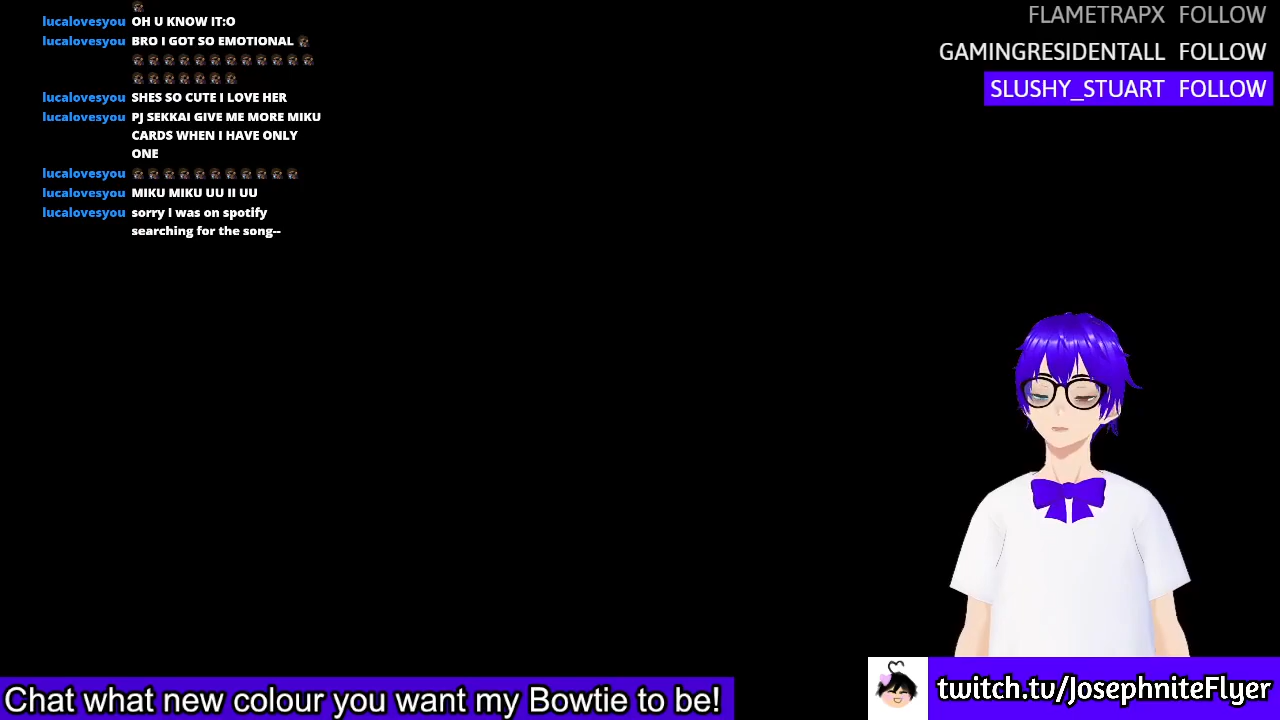 lucalovesyou OH U KNOW IT:O
lucalovesyou BRO I GOT SO EMOTIONAL
lucalovesyou SHES SO CUTE I LOVE HER
lucalovesyou PJ SEKKAI GIVE ME MORE MIKU
CARDS WHEN I HAVE ONLY
ONE
lucalovesyou
lucalovesyou MIKU MIKU UU II UU
lucalovesyou sorry I was on spotify
searching for the song--
FLAMETRAPX FOLLOW
GAMINGRESIDENTALL FOLLOW
SLUSHY_STUART FOLLOW
Chat what new colour you want my Bowtie to be!
twitch.tv/JosephniteFlyer